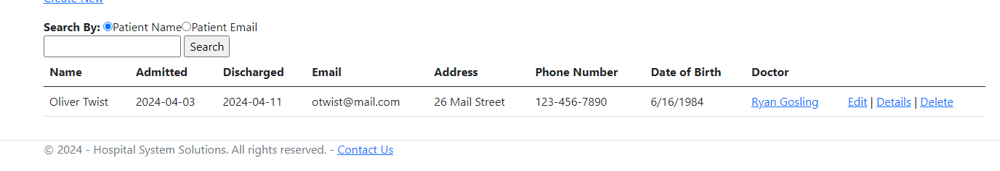 Create New
Search By: Patient Name Patient Email
Search
Name Admitted Discharged Email Address Phone Number Date of Birth Doctor
Oliver Twist 2024-04-03 2024-04-11 otwist@mail.com 26 Mail Street 123-456-7890 6/16/1984 Ryan Gosling Edit | Details | Delete
© 2024 - Hospital System Solutions. All rights reserved. - Contact Us